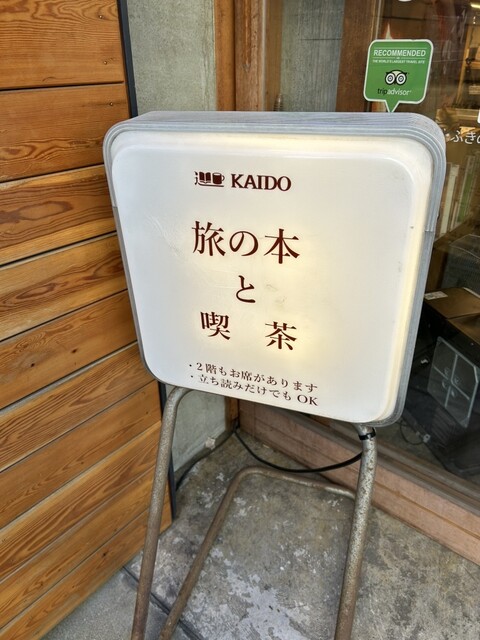 RECOMMENDED
tripadvisor
KAIDO
旅の本
と
喫茶
・2階もお席があります
・立ち読みだけでもOK